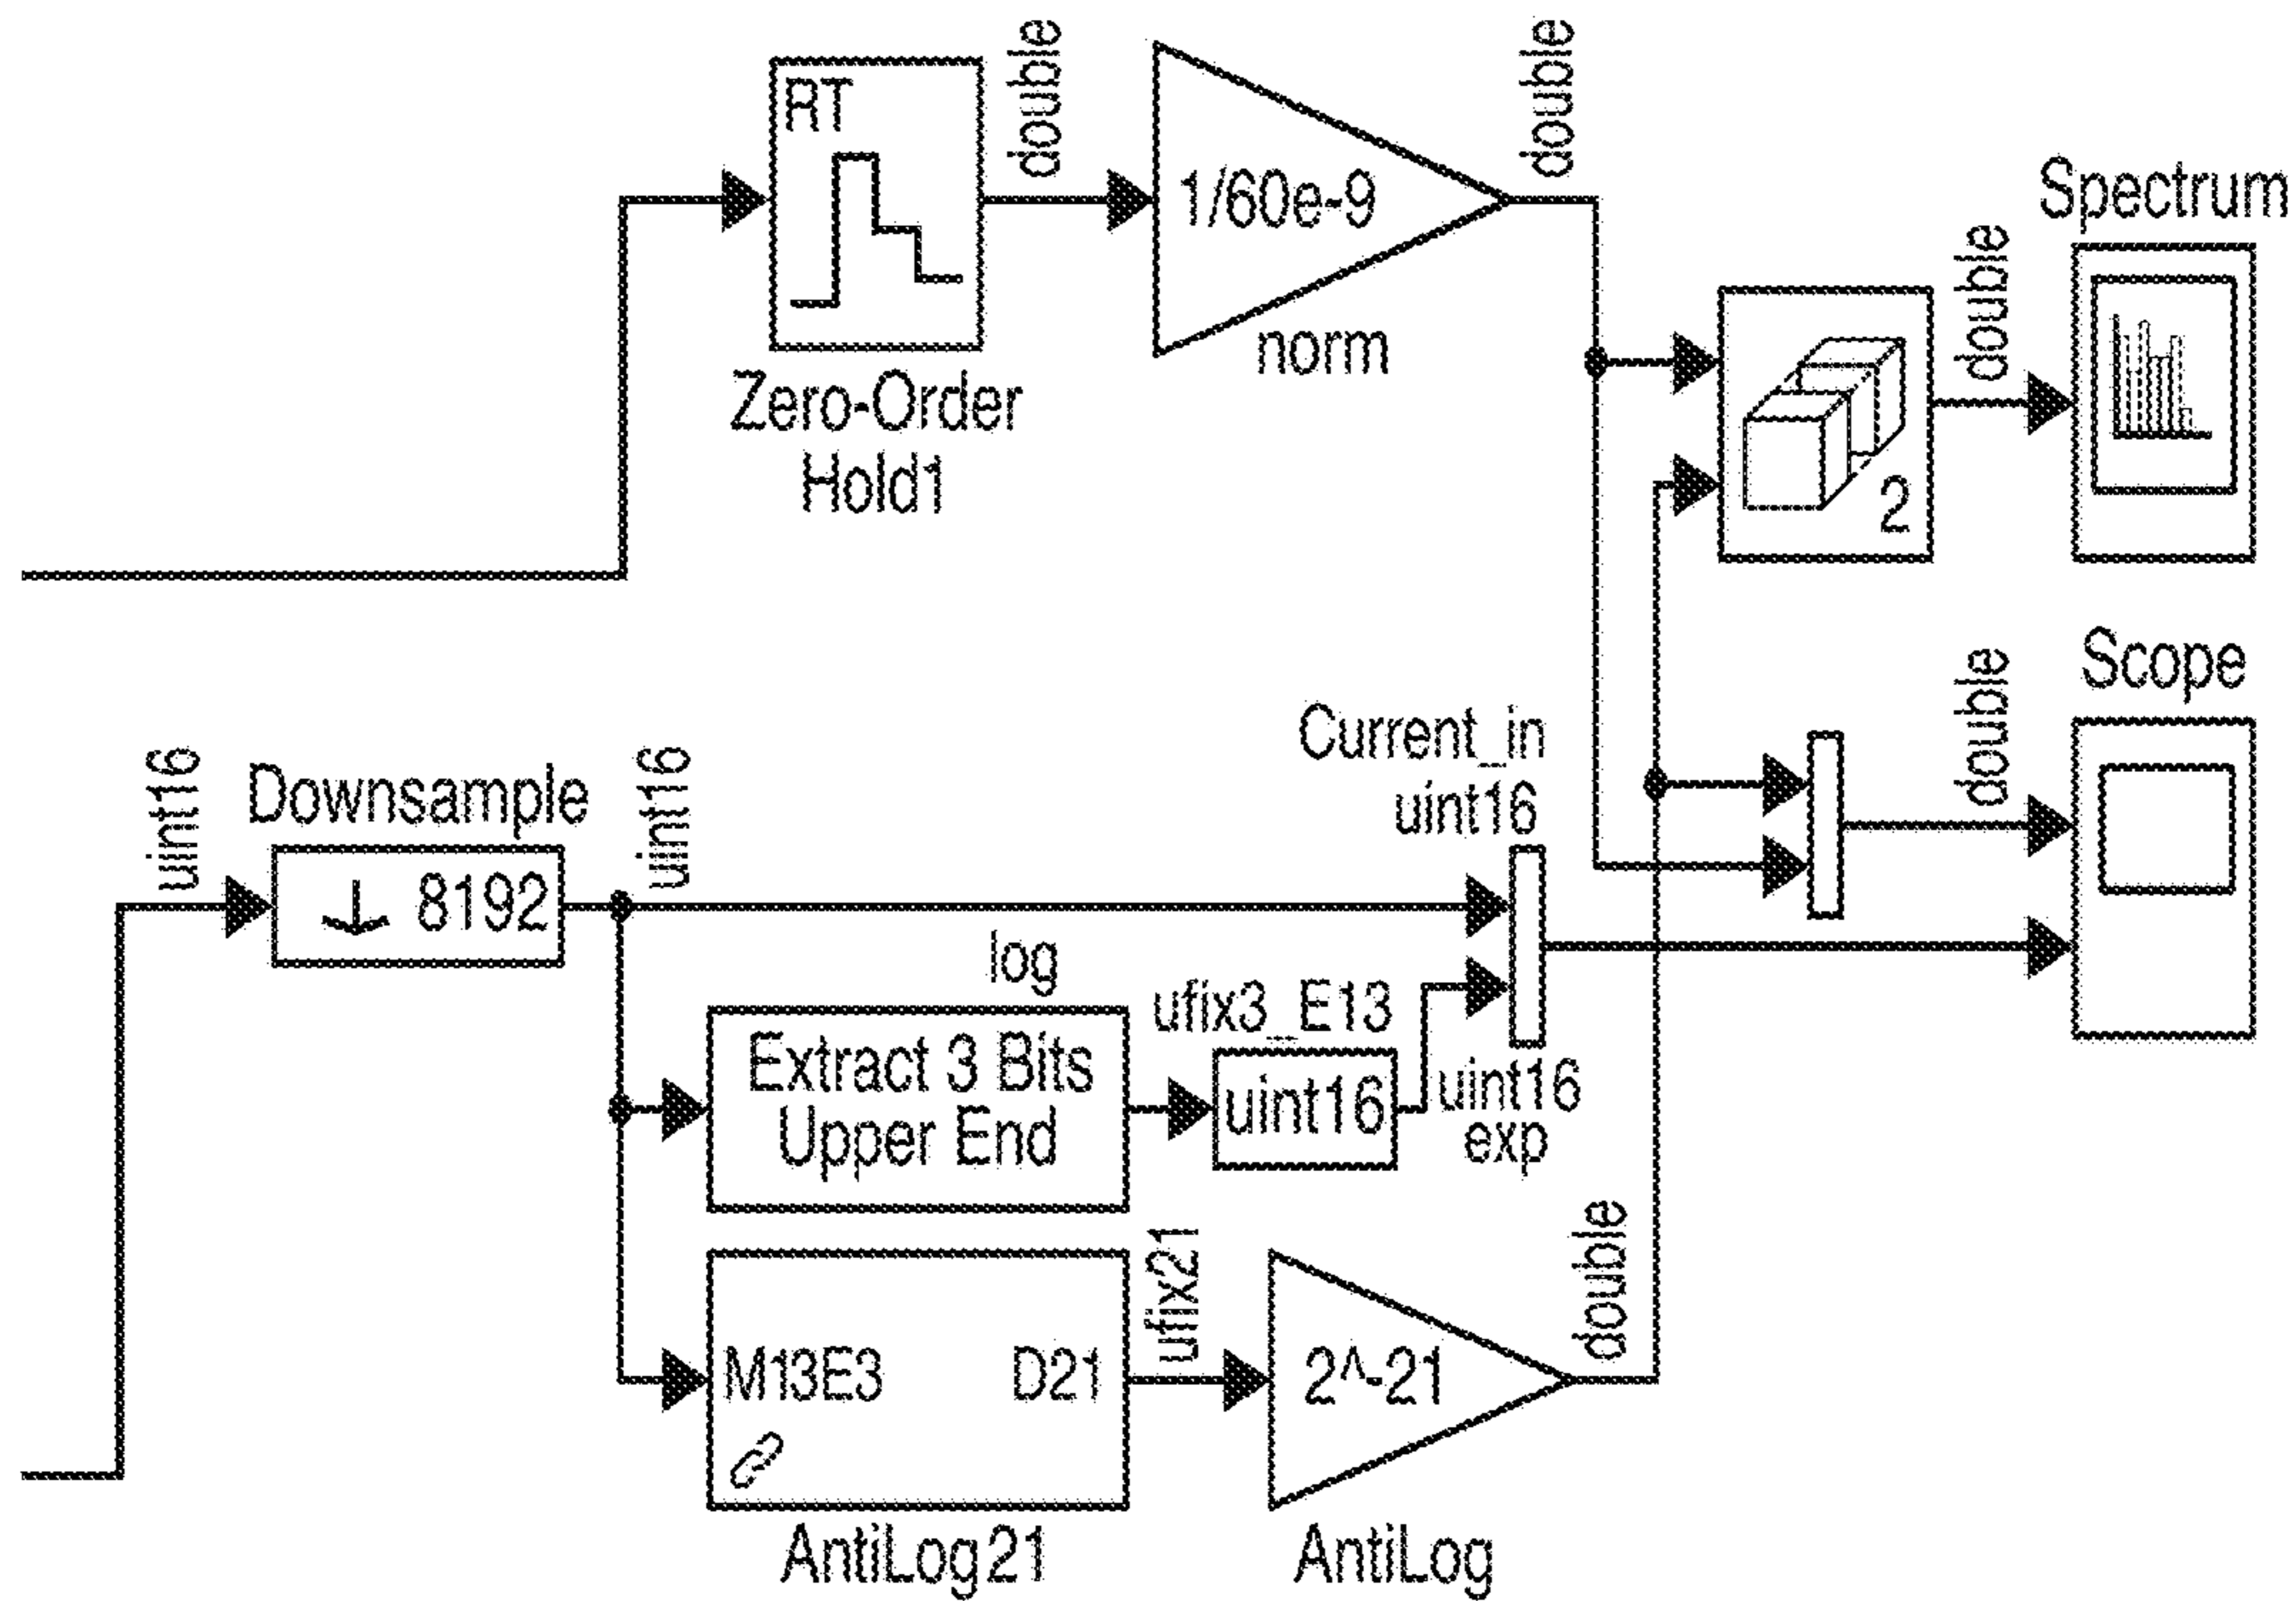 RT
double
1/60e-9
double
norm
Zero-Order
Hold1
Spectrum
double
2
Scope
double
Current_in
uint16
uint16
Downsample
8192
uint16
log
ufix3_E13
Extract 3 Bits
Upper End
uint16
uint16
exp
M13E3
D21
ufix21
2^-21
double
AntiLog21
AntiLog